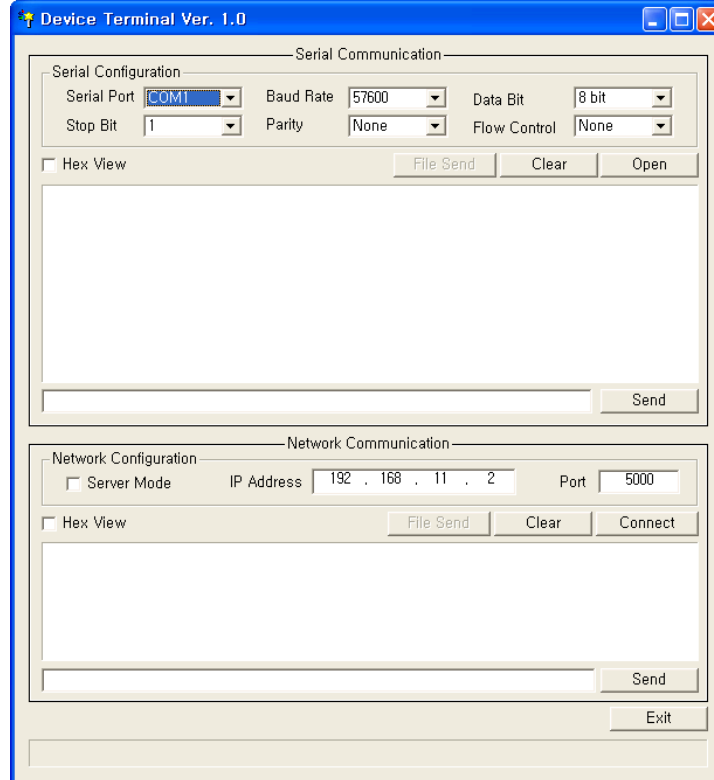 Device Terminal Ver. 1.0
Serial Communication
Serial Configuration
Serial Port COM1 Baud Rate 57600 Data Bit 8 bit
Stop Bit 1 Parity None Flow Control None
Hex View File Send Clear Open
Send
Network Communication
Network Configuration
Server Mode IP Address 192 . 168 . 11 . 2 Port 5000
Hex View File Send Clear Connect
Send
Exit